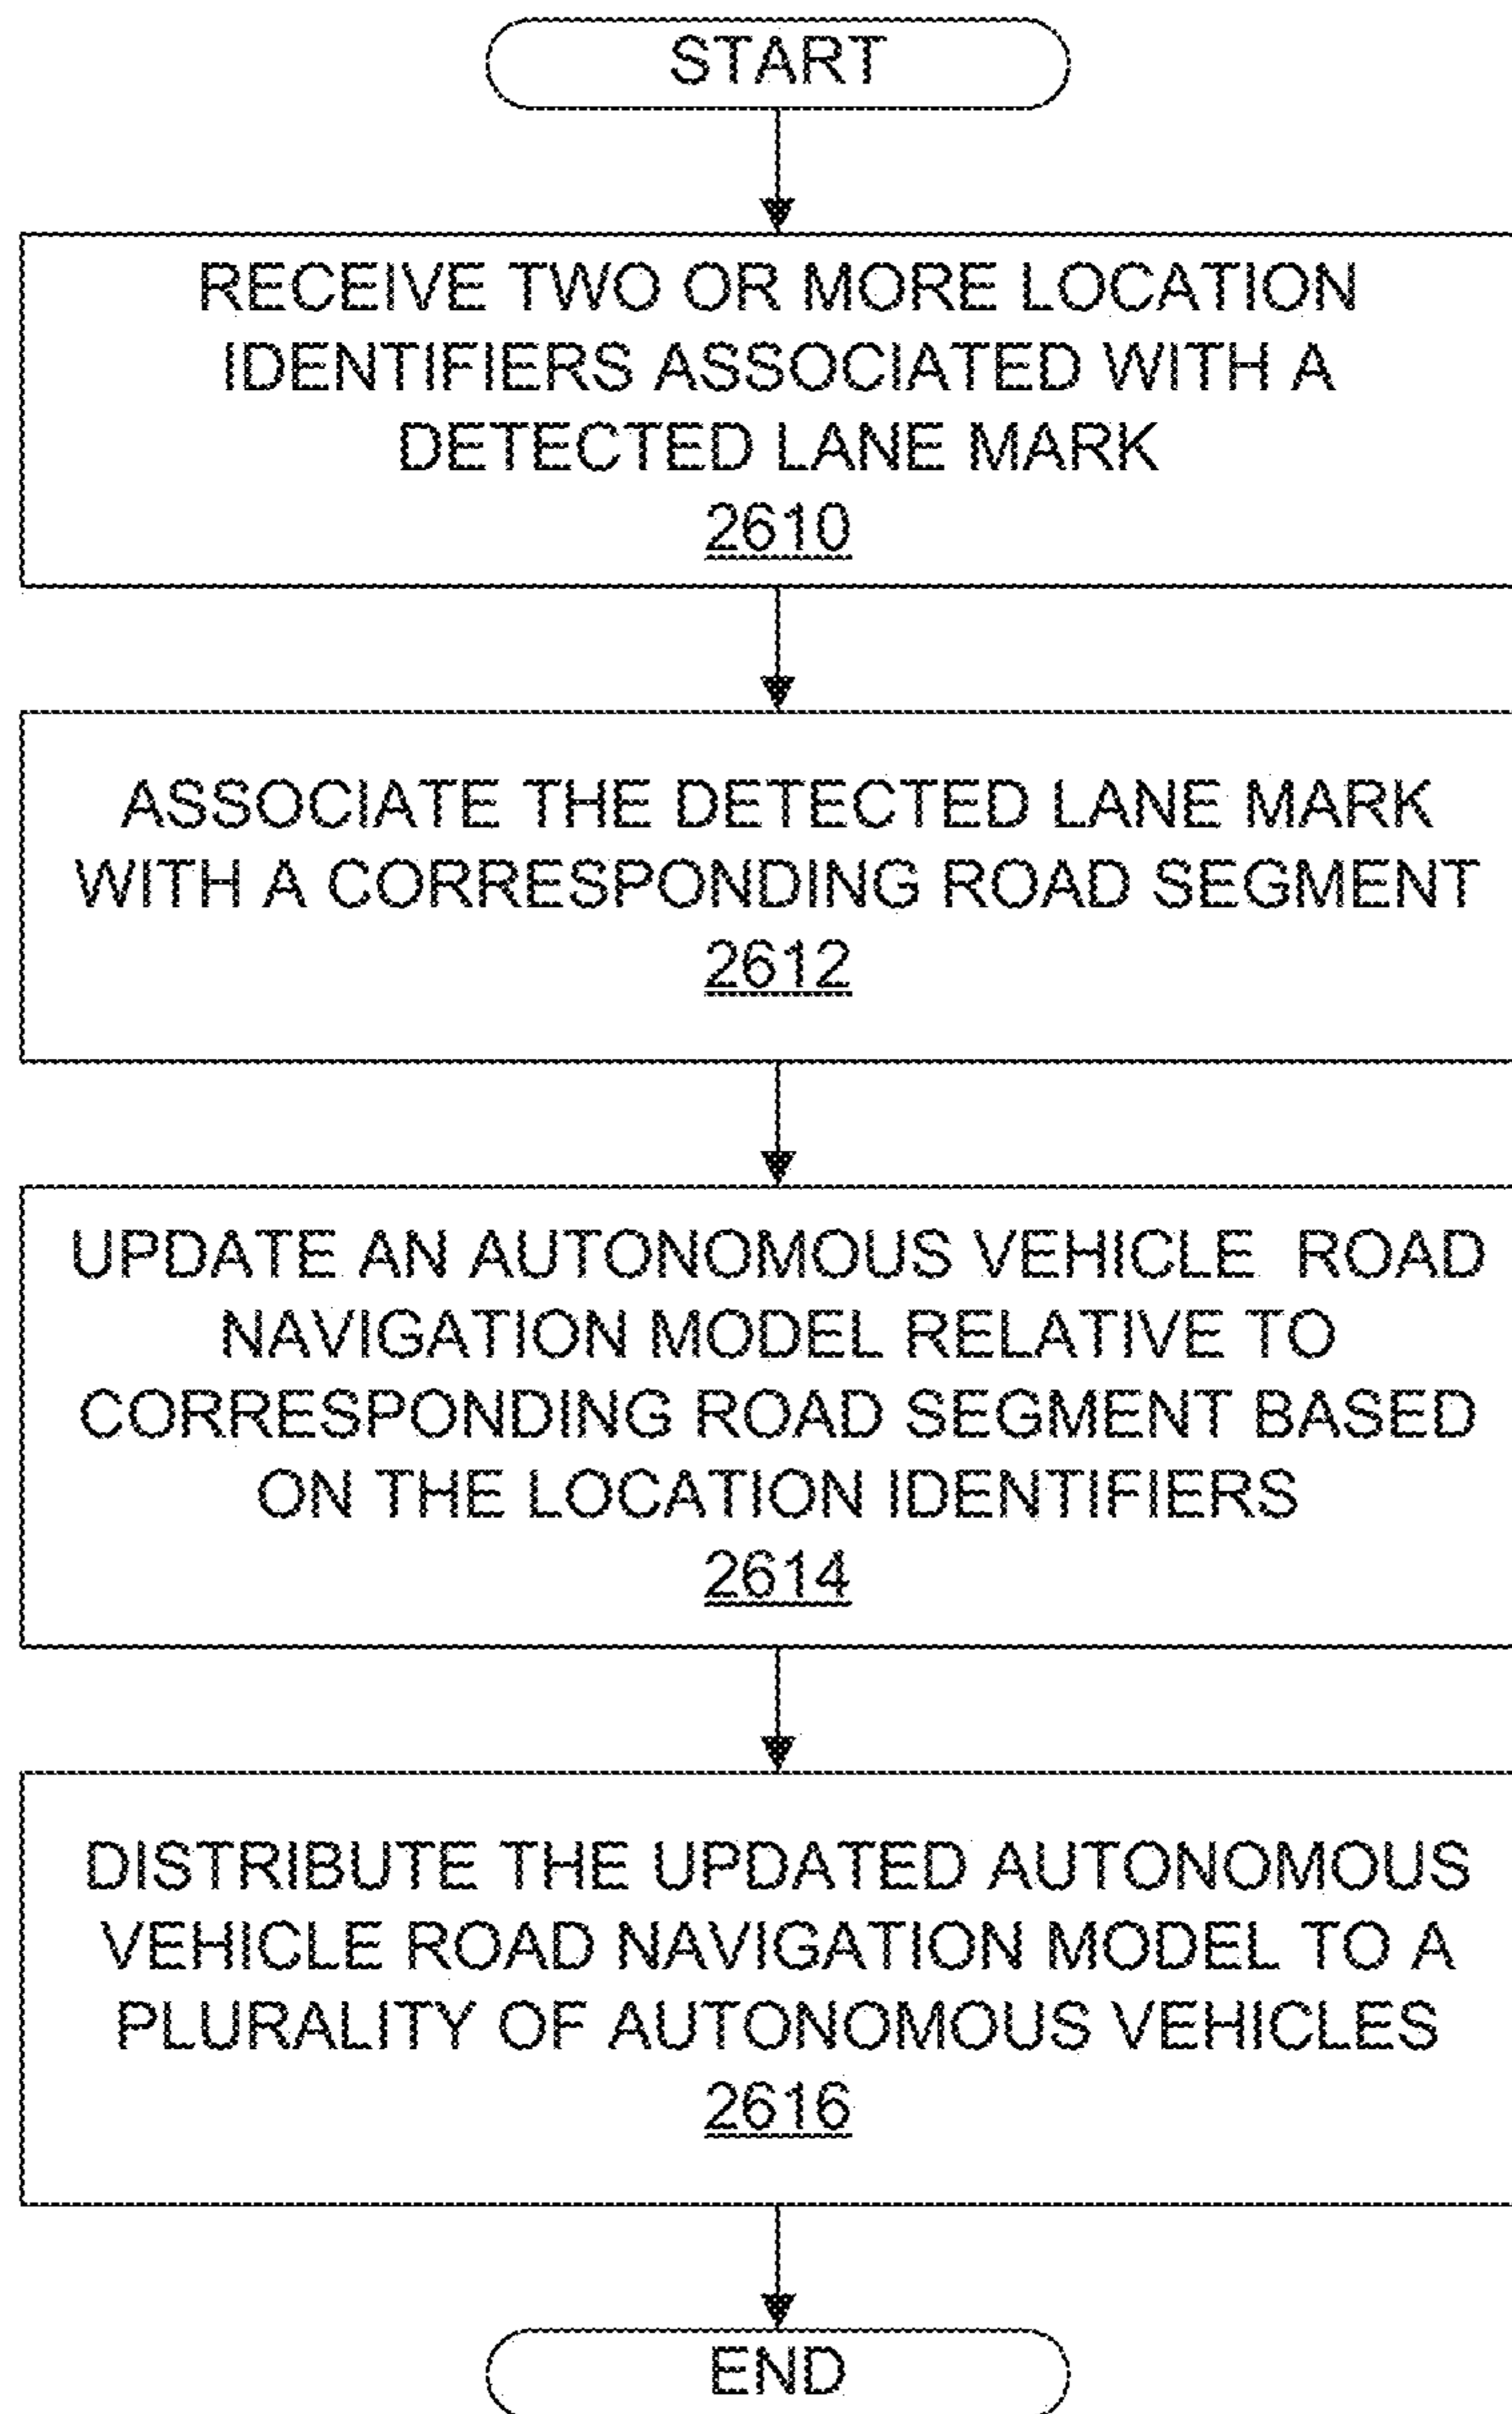 START
RECEIVE TWO OR MORE LOCATION
IDENTIFIERS ASSOCIATED WITH A
DETECTED LANE MARK
2610
ASSOCIATE THE DETECTED LANE MARK
WITH A CORRESPONDING ROAD SEGMENT
2612
UPDATE AN AUTONOMOUS VEHICLE ROAD
NAVIGATION MODEL RELATIVE TO
CORRESPONDING ROAD SEGMENT BASED
ON THE LOCATION IDENTIFIERS
2614
DISTRIBUTE THE UPDATED AUTONOMOUS
VEHICLE ROAD NAVIGATION MODEL TO A
PLURALITY OF AUTONOMOUS VEHICLES
2616
END